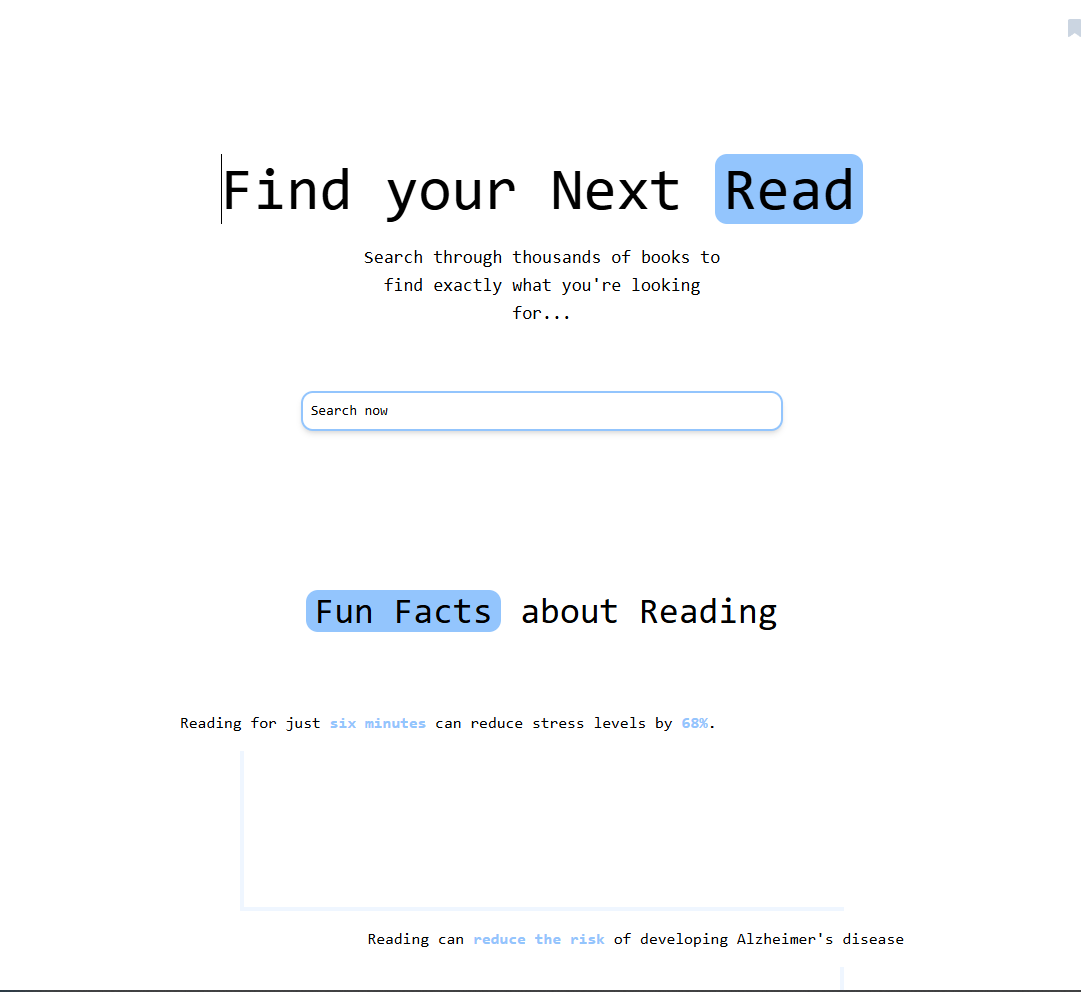 Find your Next Read
Search through thousands of books to
find exactly what you're looking
for...
Search now
Fun Facts about Reading
Reading for just six minutes can reduce stress levels by 68%.
Reading can reduce the risk of developing Alzheimer's disease